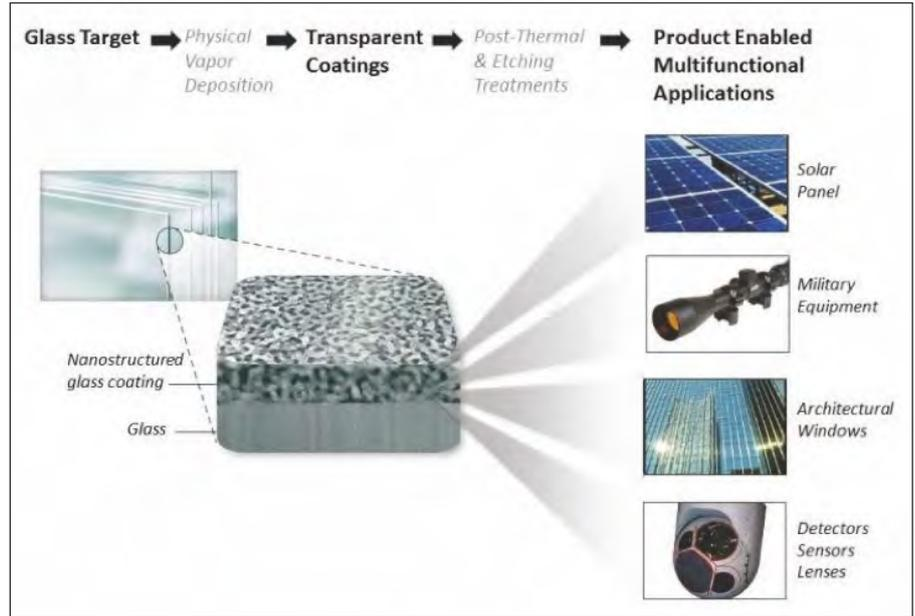 Glass Target
Physical
Vapor
Deposition
Transparent
Coatings
Post-Thermal
& Etching
Treatments
Product Enabled
Multifunctional
Applications
Solar
Panel
Military
Equipment
Nanostructured
glass coating
Glass
Architectural
Windows
Detectors
Sensors
Lenses